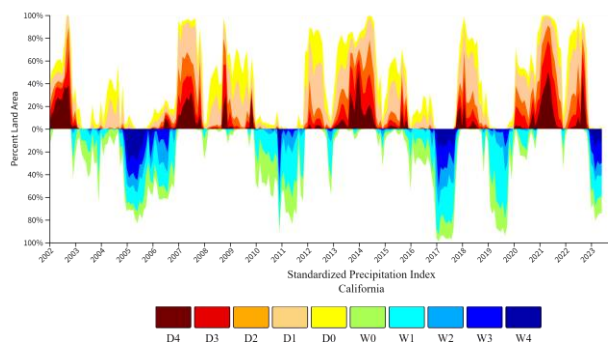 Percent Land Area
100%
80%
60%
40%
20%
0%
20%
40%
60%
80%
100%
2002 2003 2004 2005 2006 2007 2008 2009 2010 2011 2012 2013 2014 2015 2016 2017 2018 2019 2020 2021 2022 2023
Standardized Precipitation Index
California
D4 D3 D2 D1 D0 W0 W1 W2 W3 W4